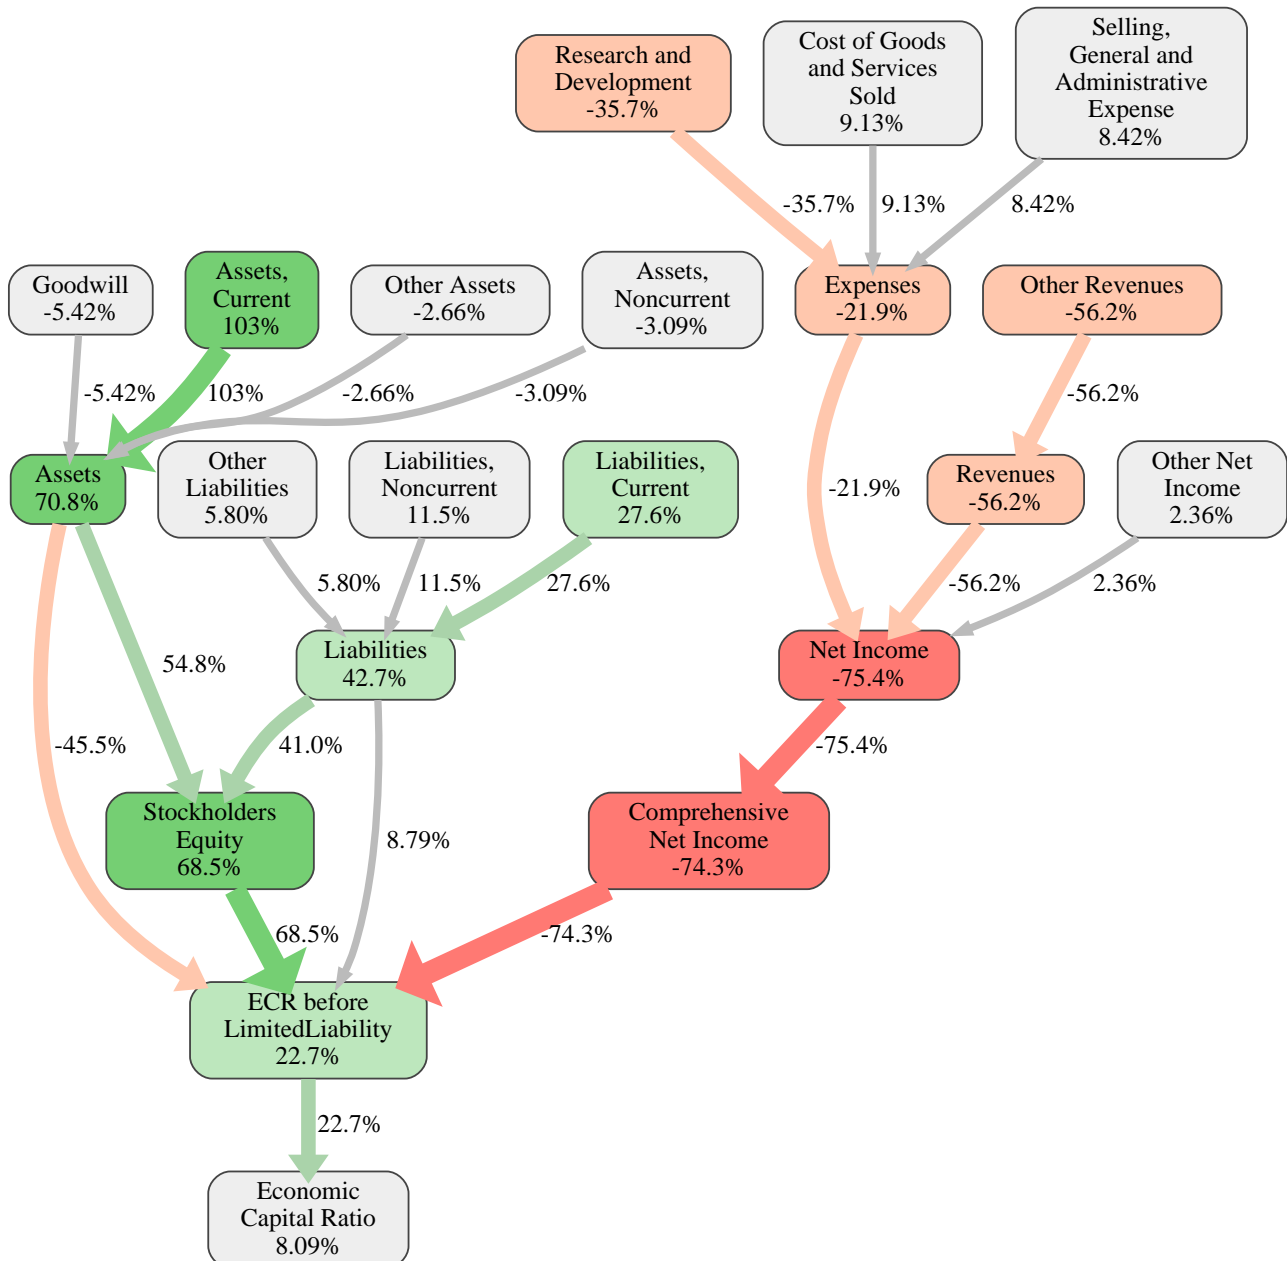 Research and
Development
-35.7%
Cost of Goods
and Services
Sold
9.13%
Selling,
General and
Administrative
Expense
8.42%
-35.7%
9.13%
8.42%
Goodwill
-5.42%
Assets,
Current
103%
Other Assets
-2.66%
Assets,
Noncurrent
-3.09%
Expenses
-21.9%
Other Revenues
-56.2%
-5.42%
103%
-2.66%
-3.09%
-56.2%
Assets
70.8%
Other
Liabilities
5.80%
Liabilities,
Noncurrent
11.5%
Liabilities,
Current
27.6%
-21.9%
Revenues
-56.2%
Other Net
Income
2.36%
5.80%
11.5%
27.6%
-56.2%
2.36%
54.8%
Liabilities
42.7%
Net Income
-75.4%
-45.5%
41.0%
-75.4%
Stockholders
Equity
68.5%
8.79%
Comprehensive
Net Income
-74.3%
68.5%
-74.3%
ECR before
LimitedLiability
22.7%
22.7%
Economic
Capital Ratio
8.09%